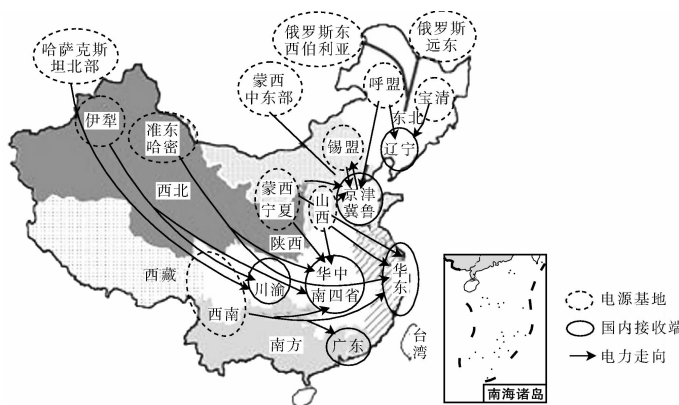 哈萨克斯
坦北部
俄罗斯东
西伯利亚
俄罗斯
远东
蒙西
中东部
呼盟
宝清
东北
辽宁
伊犁
准东
哈密
锡盟
西北
蒙西
宁夏
山
西
京津
冀鲁
陕西
西藏
川渝
华中
南四省
华
东
西南
南方
广东
台
湾
南海诸岛
电源基地
国内接收端
电力走向